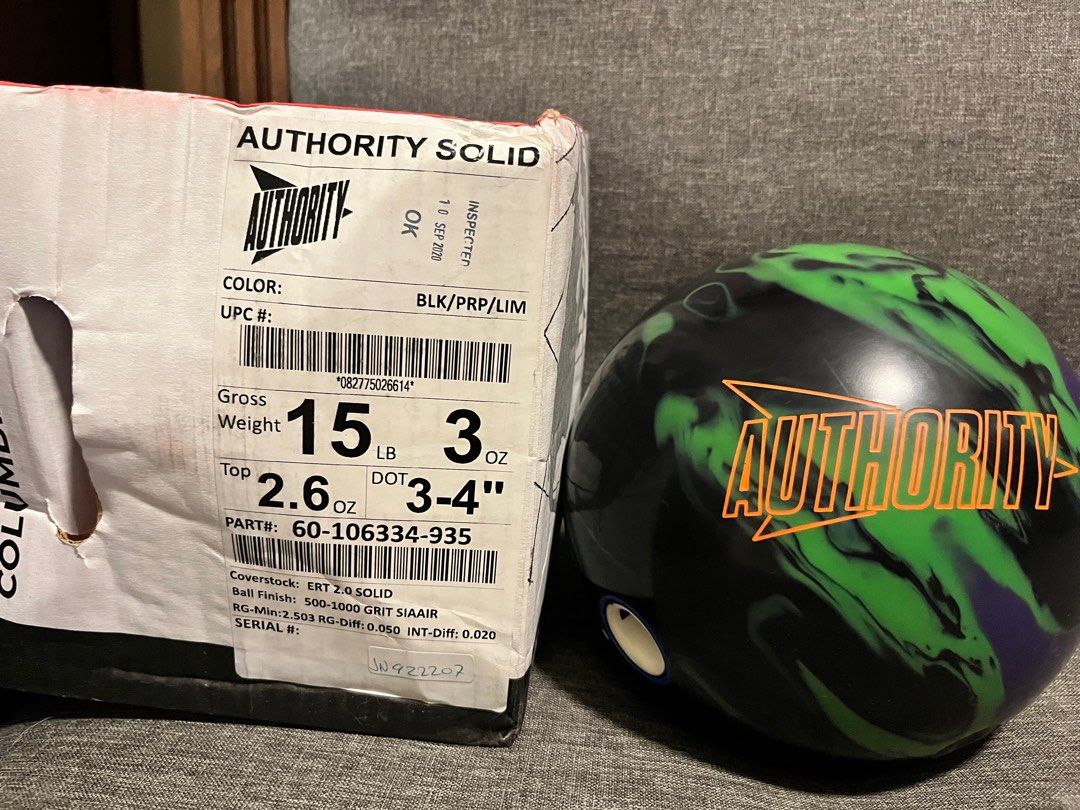 AUTHORITY SOLID
AUTHORITY
INSPECTED
10 SEP 2020
OK
COLOR: BLK/PRP/LIM
UPC #:
*082775026614*
Gross Weight 15 LB 3 OZ
Top 2.6 OZ DOT 3-4"
PART#: 60-106334-935
Coverstock: ERT 2.0 SOLID
Ball Finish: 500-1000 GRIT SIAAIR
RG-Min:2.503 RG-Diff: 0.050 INT-Diff: 0.020
SERIAL #:
JN922207
AUTHORITY